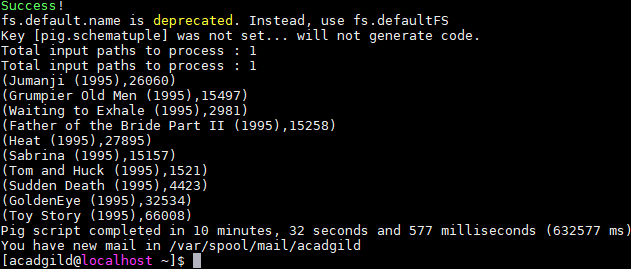 Success!
fs.default.name is deprecated. Instead, use fs.defaultFS
Key [pig.schematuple] was not set... will not generate code.
Total input paths to process : 1
Total input paths to process : 1
(Jumanji (1995),26060)
(Grumpier Old Men (1995),15497)
(Waiting to Exhale (1995),2981)
(Father of the Bride Part II (1995),15258)
(Heat (1995),27895)
(Sabrina (1995),15157)
(Tom and Huck (1995),1521)
(Sudden Death (1995),4423)
(GoldenEye (1995),32534)
(Toy Story (1995),66008)
Pig script completed in 10 minutes, 32 seconds and 577 milliseconds (632577 ms)
You have new mail in /var/spool/mail/acadgild
[acadgild@localhost ~]$